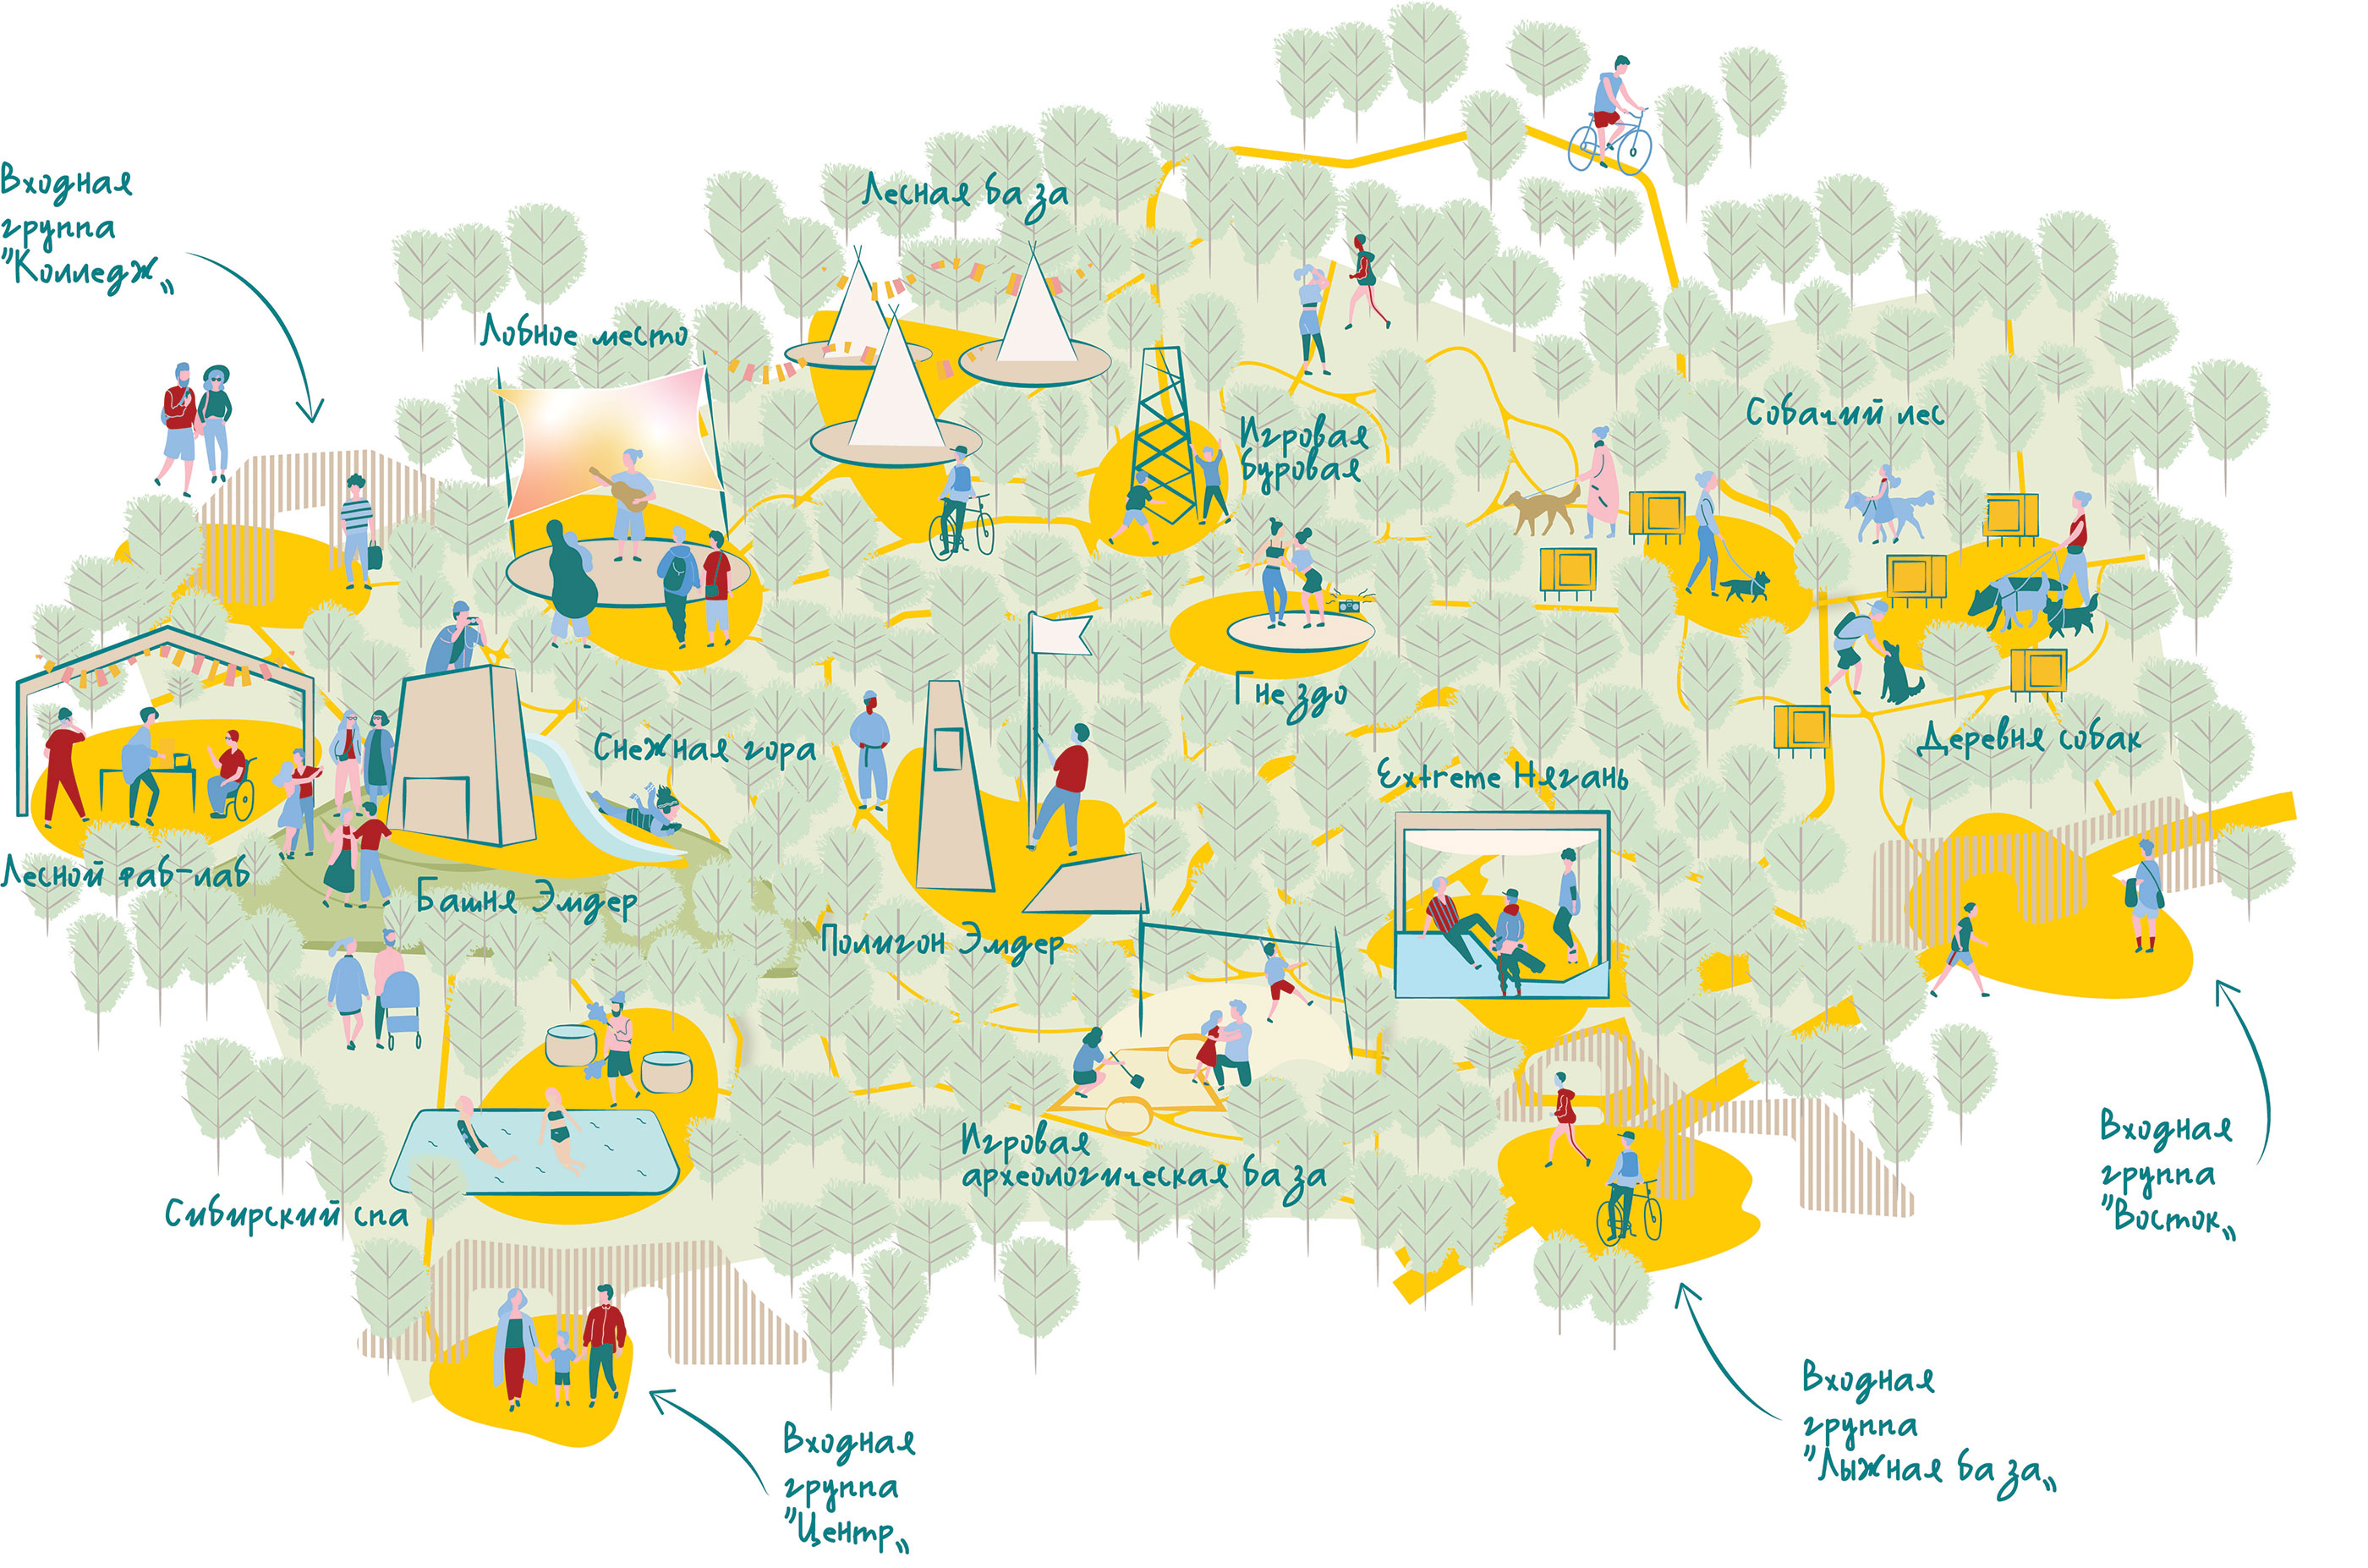 Входная
группа
"Колледж"
Лесная база
Лобное место
Игровая
буровая
Собачий лес
Гнездо
Снежная гора
Деревня собак
Extreme Нягань
Лесной фаб-лаб
Башня Эмдер
Полигон Эмдер
Игровая
археологическая база
Сибирский спа
Входная
группа
"Восток"
Входная
группа
"Лыжная база"
Входная
группа
"Центр"